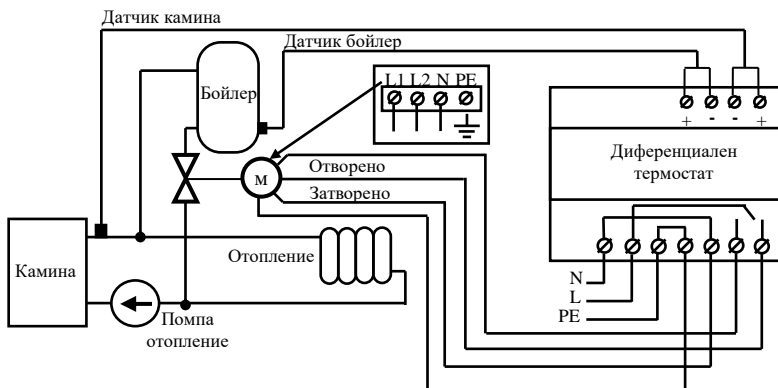 Датчик камина
Датчик бойлер
Бойлер
L1 L2 N PE
+ - - +
Диференциален
термостат
Отворено
М
Затворено
Камина
Отопление
Помпа
отопление
N
L
PE